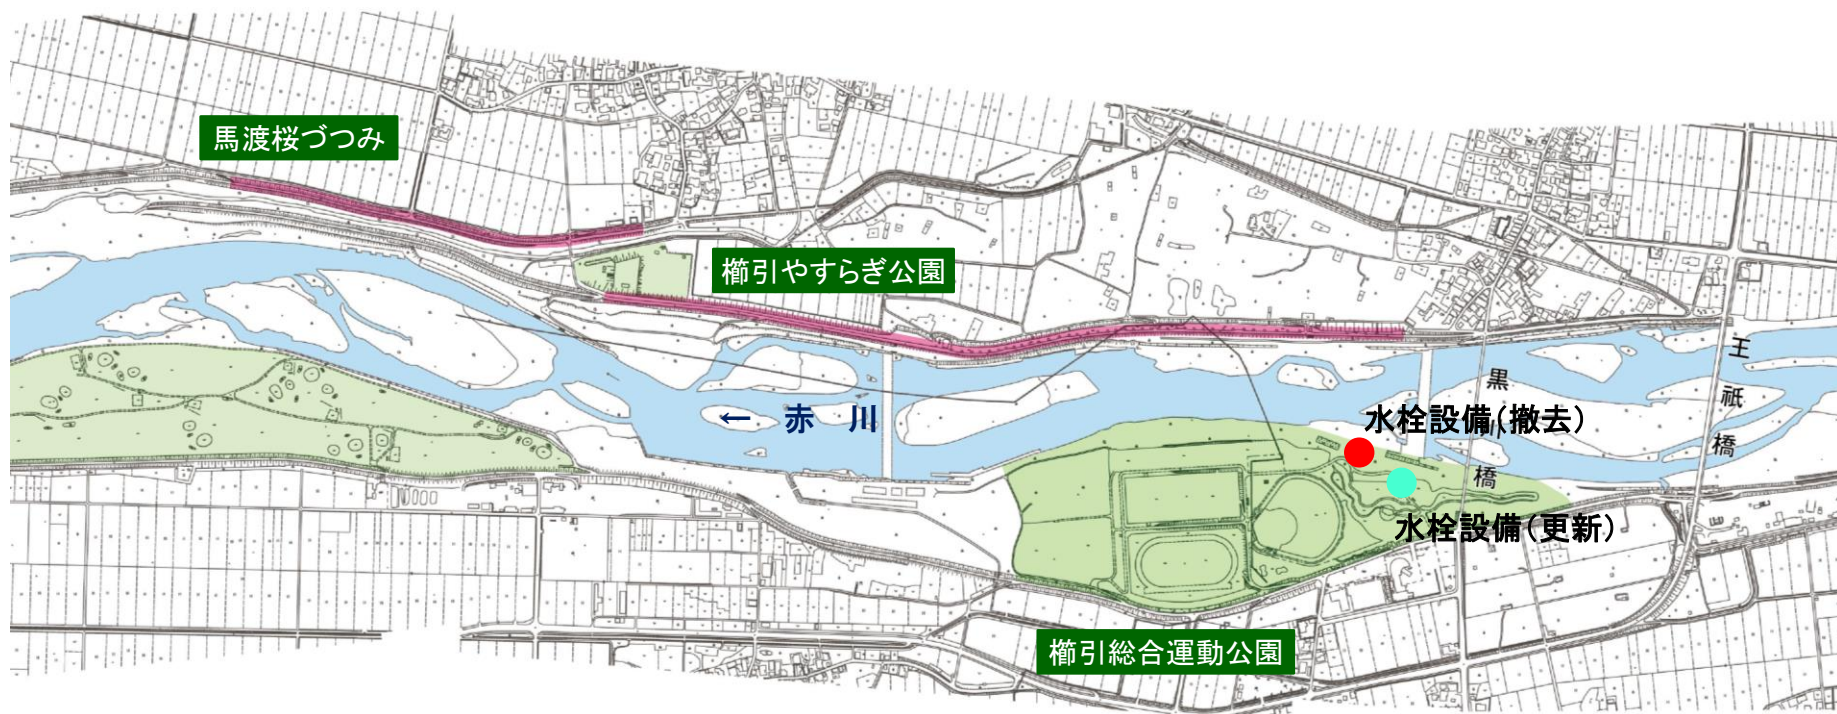 馬渡桜づつみ
櫛引やすらぎ公園
王祇橋
黒川橋
← 赤 川
水栓設備(撤去)
水栓設備(更新)
櫛引総合運動公園